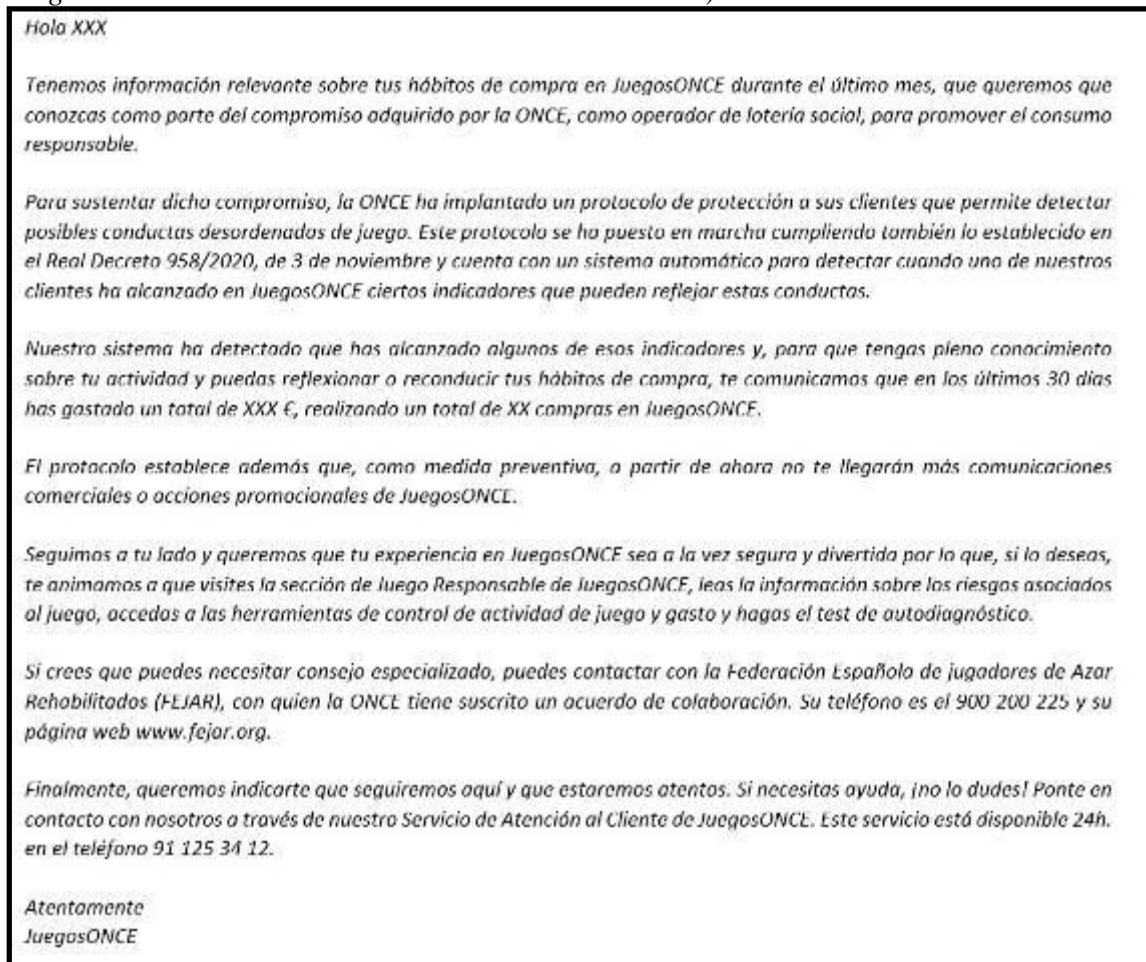 Hola XXX
Tenemos información relevante sobre tus hábitos de compra en JuegosONCE durante el último mes, que queremos que
conozcas como parte del compromiso adquirido por la ONCE, como operador de lotería social, para promover el consumo
responsable.
Para sustentar dicho compromiso, la ONCE ha implantado un protocolo de protección a sus clientes que permite detectar
posibles conductas desordenadas de juego. Este protocolo se ha puesto en marcha cumpliendo también lo establecido en
el Real Decreto 958/2020, de 3 de noviembre y cuenta con un sistema automático para detectar cuando uno de nuestros
clientes ha alcanzado en JuegosONCE ciertos indicadores que pueden reflejar estas conductas.
Nuestro sistema ha detectado que has alcanzado algunos de esos indicadores y, para que tengas pleno conocimiento
sobre tu actividad y puedas reflexionar o reconducir tus hábitos de compra, te comunicamos que en los últimos 30 días
has gastado un total de XXX €, realizando un total de XX compras en JuegosONCE.
El protocolo establece además que, como medida preventiva, a partir de ahora no te llegarán más comunicaciones
comerciales o acciones promocionales de JuegosONCE.
Seguimos a tu lado y queremos que tu experiencia en JuegosONCE sea a la vez segura y divertida por lo que, si lo deseas,
te animamos a que visites la sección de Juego Responsable de JuegosONCE, leas la información sobre los riesgos asociados
al juego, accedas a las herramientas de control de actividad de juego y gasto y hagas el test de autodiagnóstico.
Si crees que puedes necesitar consejo especializado, puedes contactar con la Federación Española de jugadores de Azar
Rehabilitados (FEJAR), con quien la ONCE tiene suscrito un acuerdo de colaboración. Su teléfono es el 900 200 225 y su
página web www.fejar.org.
Finalmente, queremos indicarte que seguiremos aquí y que estaremos atentos. Si necesitas ayuda, ¡no lo dudes! Ponte en
contacto con nosotros a través de nuestro Servicio de Atención al Cliente de JuegosONCE. Este servicio está disponible 24h.
en el teléfono 91 125 34 12.
Atentamente
JuegosONCE